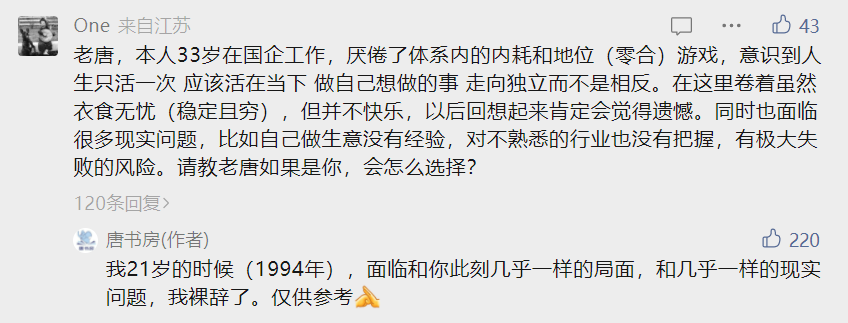 One 来自江苏
43
老唐，本人33岁在国企工作，厌倦了体系内的内耗和地位（零合）游戏，意识到人
生只活一次 应该活在当下 做自己想做的事 走向独立而不是相反。在这里卷着虽然
衣食无忧（稳定且穷），但并不快乐，以后回想起来肯定会觉得遗憾。同时也面临
很多现实问题，比如自己做生意没有经验，对不熟悉的行业也没有把握，有极大失
败的风险。请教老唐如果是你，会怎么选择？
120条回复>
唐书房(作者)
220
我21岁的时候（1994年），面临和你此刻几乎一样的局面，和几乎一样的现实
问题，我裸辞了。仅供参考🙏